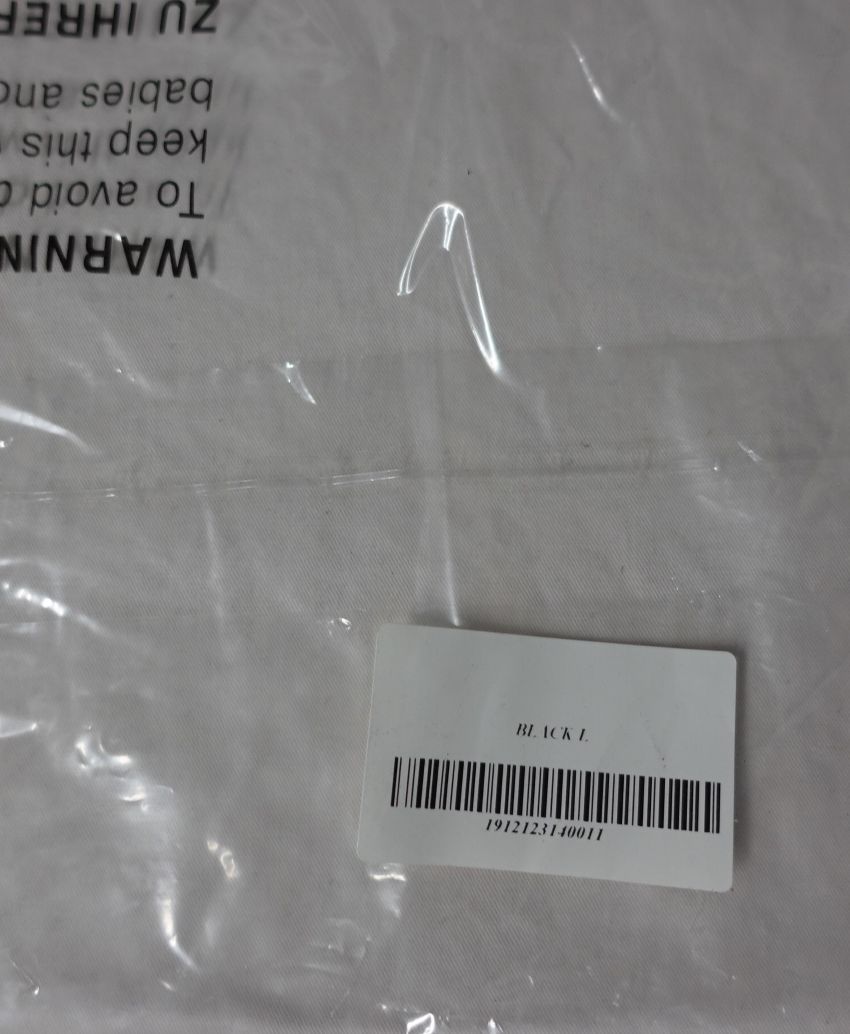 WARNIN
To avoid
keep this
babies and
ZU IHRER
BLACK L
1912123140011